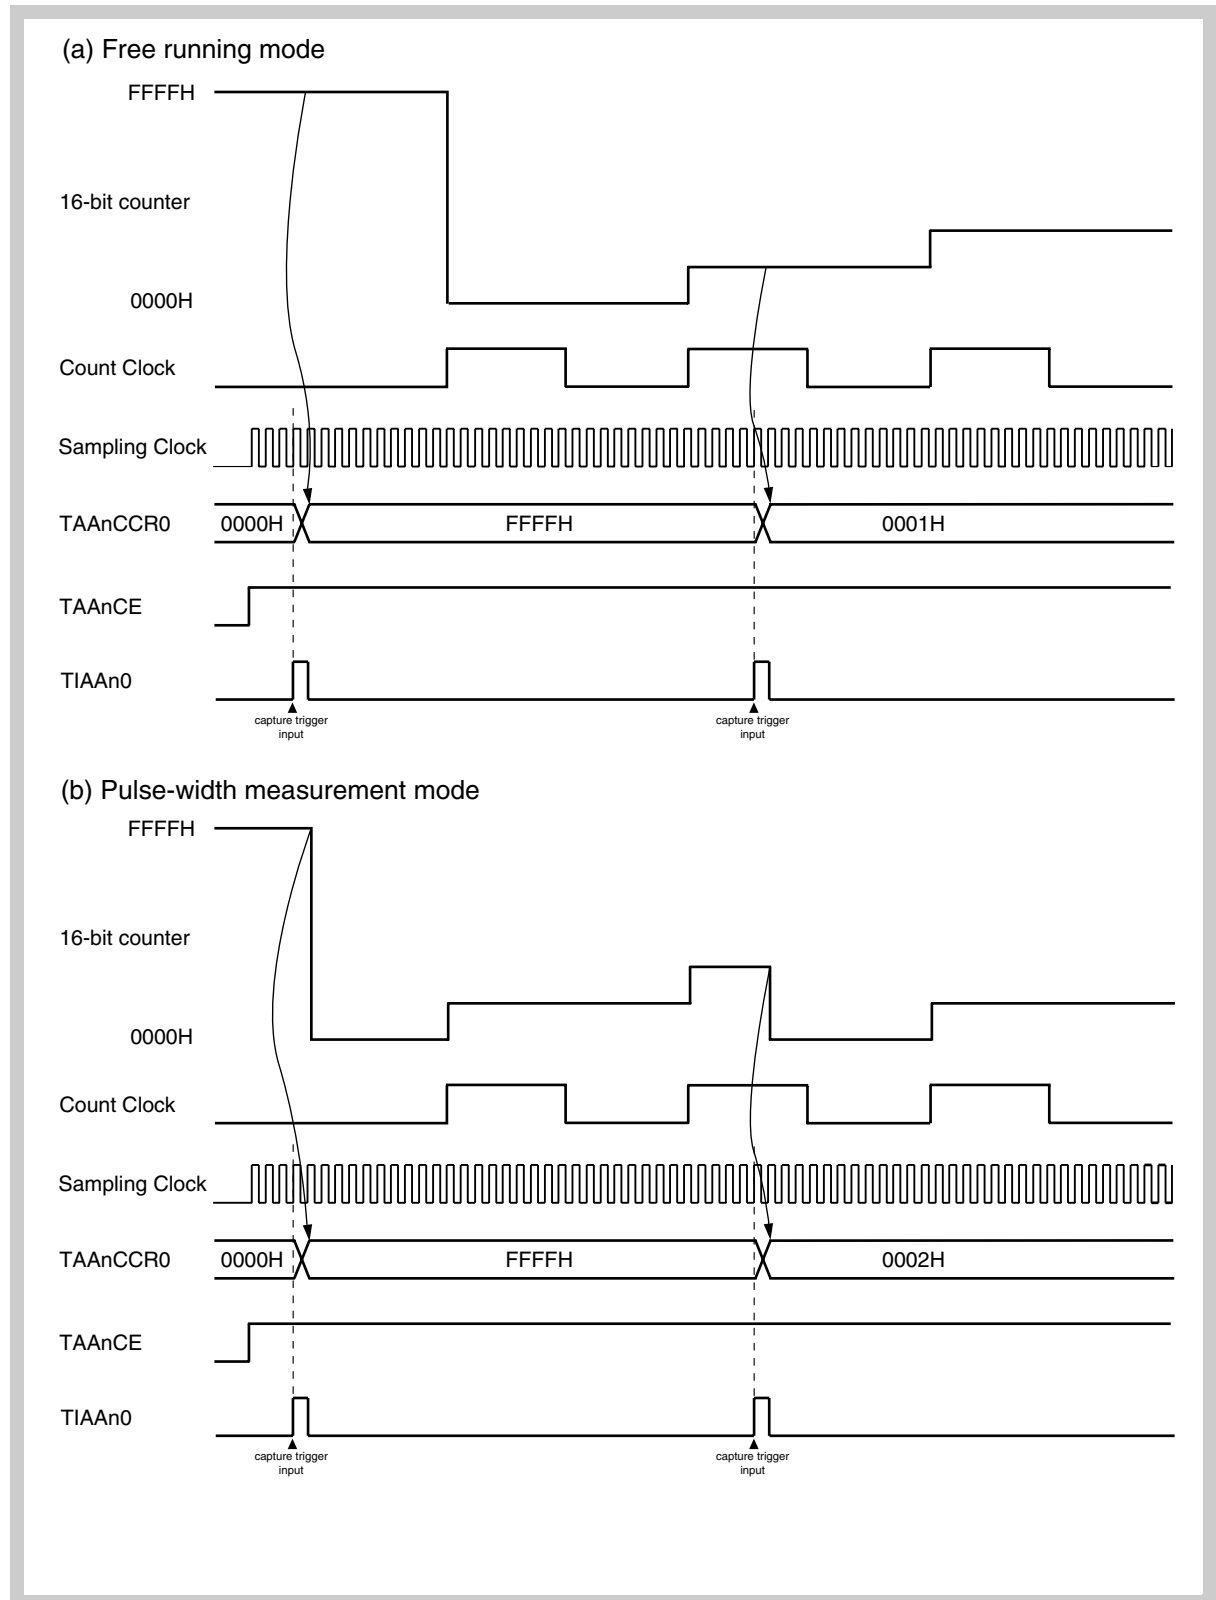 (a) Free running mode
FFFFH
16-bit counter
0000H
Count Clock
Sampling Clock
TAAnCCR0 0000H FFFFH 0001H
TAAnCE
TIAAn0
capture trigger capture trigger
input input
(b) Pulse-width measurement mode
FFFFH
16-bit counter
0000H
Count Clock
Sampling Clock
TAAnCCR0 0000H FFFFH 0002H
TAAnCE
TIAAn0
capture trigger capture trigger
input input